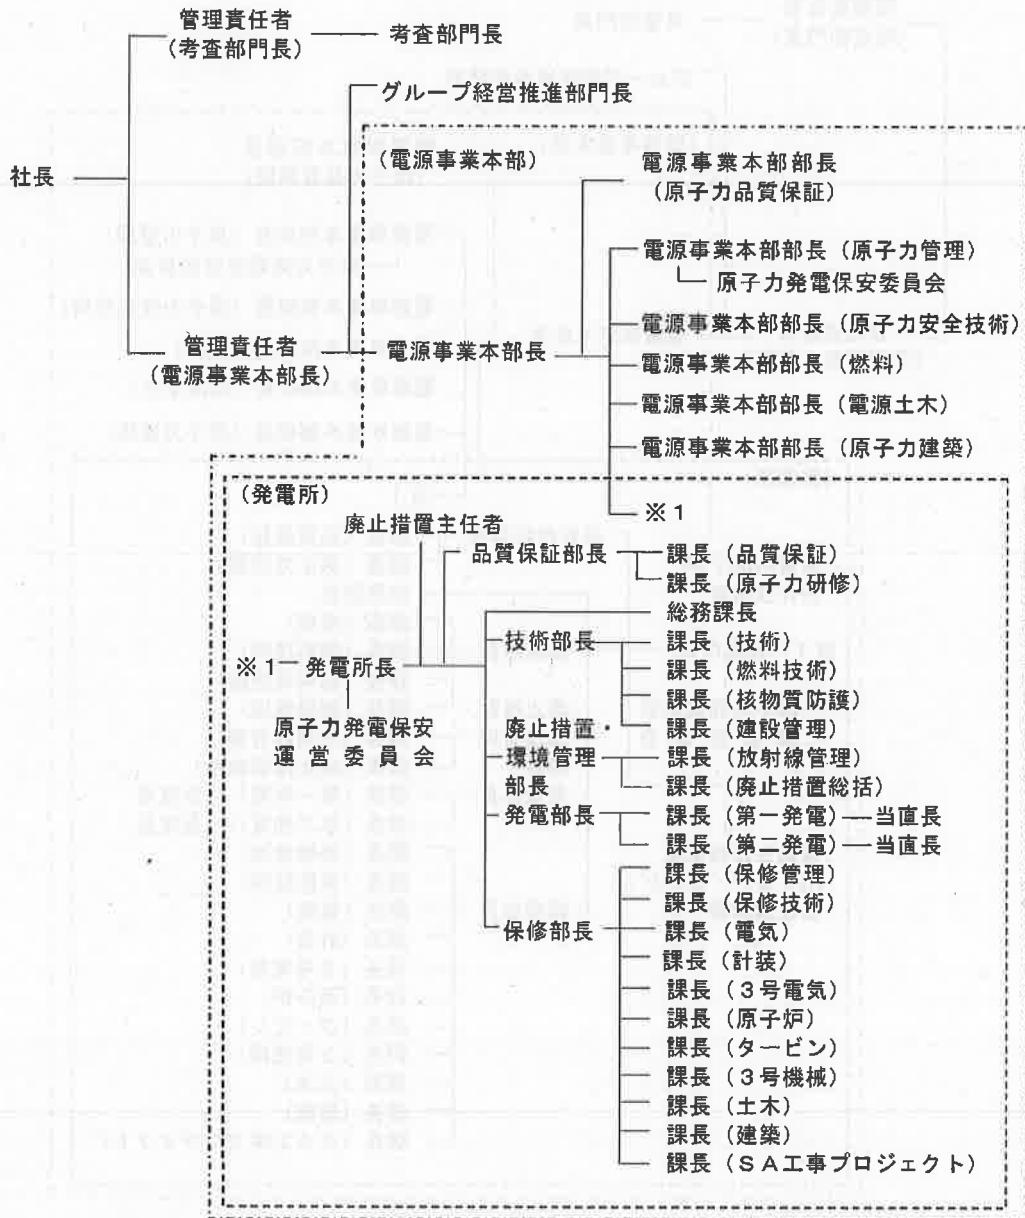 管理責任者
(考査部門長)
考査部門長
グループ経営推進部門長
社長
(電源事業本部)
電源事業本部部長
(原子力品質保証)
電源事業本部部長(原子力管理)
原子力発電保安委員会
電源事業本部部長(原子力安全技術)
管理責任者
(電源事業本部長)
電源事業本部長
電源事業本部部長(燃料)
電源事業本部部長(電源土木)
電源事業本部部長(原子力建築)
※1
(発電所)
廃止措置主任者
品質保証部長
課長(品質保証)
課長(原子力研修)
総務課長
※1
発電所長
原子力発電保安
運営委員会
技術部長
課長(技術)
課長(燃料技術)
課長(核物質防護)
課長(建設管理)
廃止措置・
環境管理
部長
課長(放射線管理)
課長(廃止措置総括)
発電部長
課長(第一発電)
当直長
課長(第二発電)
当直長
保修部長
課長(保修管理)
課長(保修技術)
課長(電気)
課長(計装)
課長(3号電気)
課長(原子炉)
課長(タービン)
課長(3号機械)
課長(土木)
課長(建築)
課長(SA工事プロジェクト)